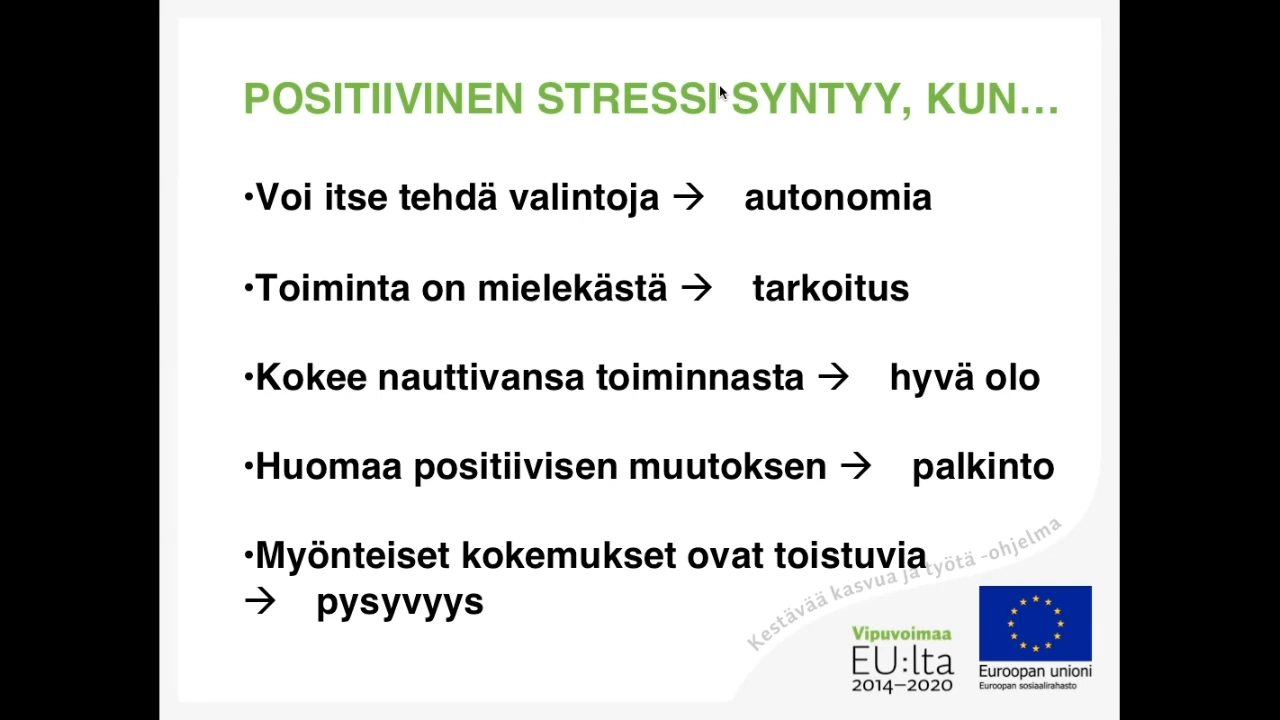 POSITIIVINEN STRESSI SYNTYY, KUN…
•Voi itse tehdä valintoja → autonomia
•Toiminta on mielekästä → tarkoitus
•Kokee nauttivansa toiminnasta → hyvä olo
•Huomaa positiivisen muutoksen → palkinto
•Myönteiset kokemukset ovat toistuvia
→ pysyvyys
Kestävää kasvua ja työtä -ohjelma
Vipuvoimaa
EU:lta
2014–2020
Euroopan unioni
Euroopan sosiaalirahasto